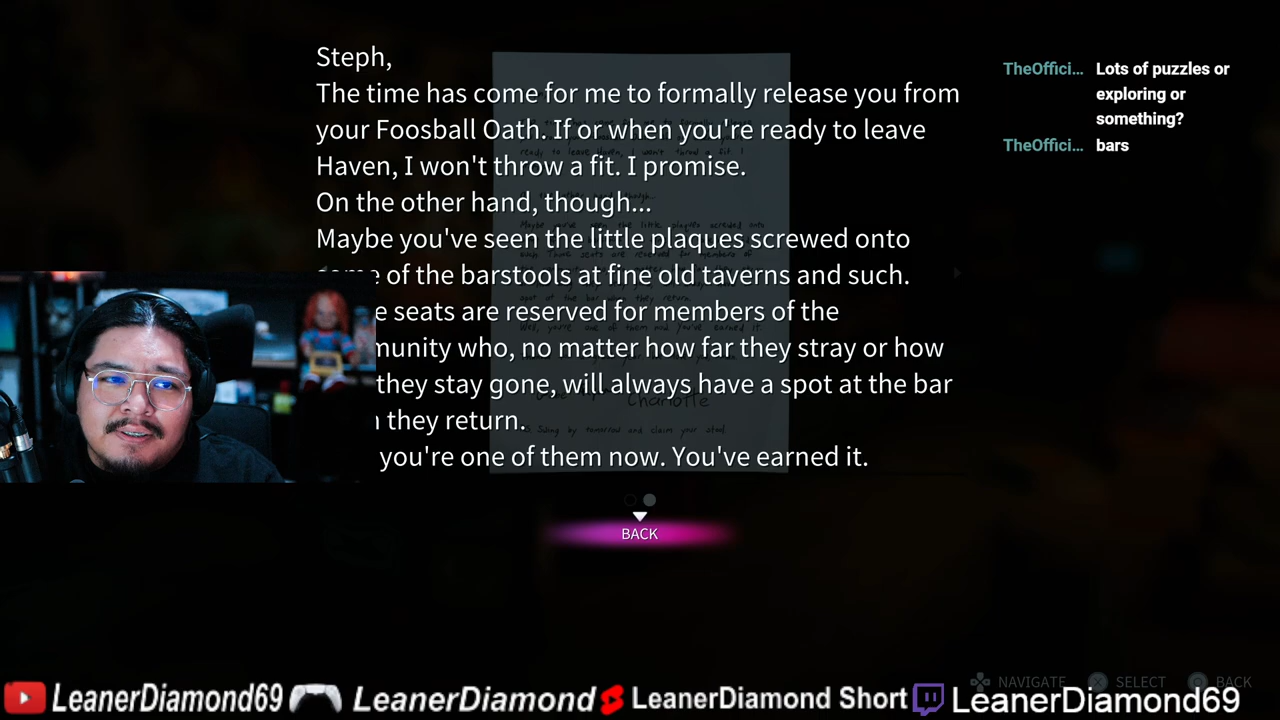 Steph,
The time has come for me to formally release you from
your Foosball Oath. If or when you're ready to leave
Haven, I won't throw a fit. I promise.
On the other hand, though...
Maybe you've seen the little plaques screwed onto
of the barstools at fine old taverns and such.
seats are reserved for members of the
who, no matter how far they stray or how
they stay gone, will always have a spot at the bar
they return.
you're one of them now. You've earned it.
Charlotte
BACK
TheOffici... Lots of puzzles or
exploring or
something?
TheOffici... bars
NAVIGATE SELECT BACK
LeanerDiamond69 LeanerDiamond LeanerDiamond Short LeanerDiamond69